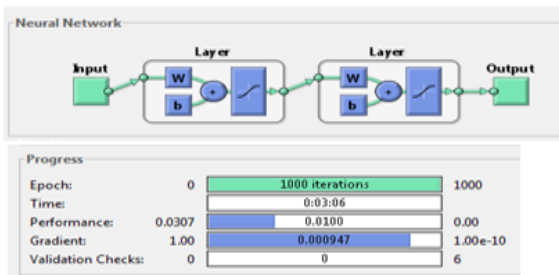 Neural Network
Layer Layer
Input Output
W W
+ +
b b
Progress
Epoch: 0 1000 iterations 1000
Time: 0:03:06
Performance: 0.0307 0.0100 0.00
Gradient: 1.00 0.000947 1.00e-10
Validation Checks: 0 0 6